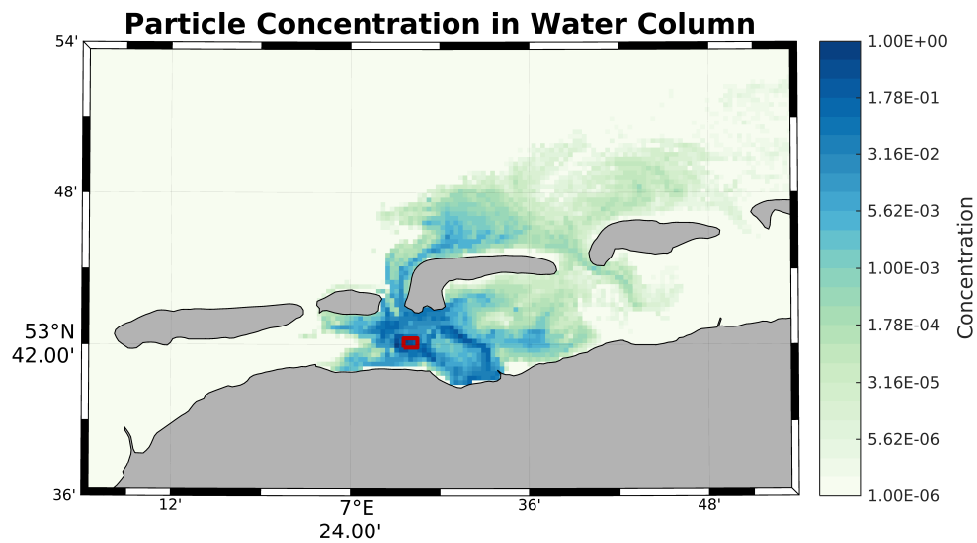 Particle Concentration in Water Column
54'
48'
53°N
42.00'
36'
12'
7°E
24.00'
36'
48'
1.00E+00
1.78E-01
3.16E-02
5.62E-03
1.00E-03
1.78E-04
3.16E-05
5.62E-06
1.00E-06
Concentration